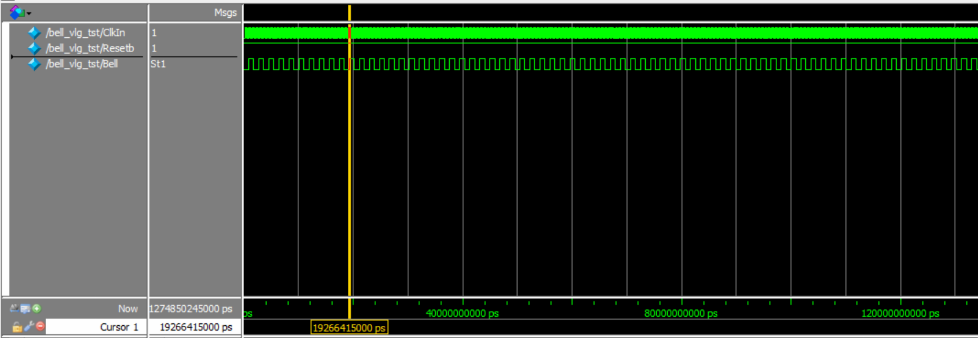 Msgs
/bell_vlg_tst/ClkIn 1
/bell_vlg_tst/Resetb 1
/bell_vlg_tst/Bell St1
Now 1274850245000 ps ps 40000000000 ps 80000000000 ps 120000000000 ps
Cursor 1 19266415000 ps 19266415000 ps